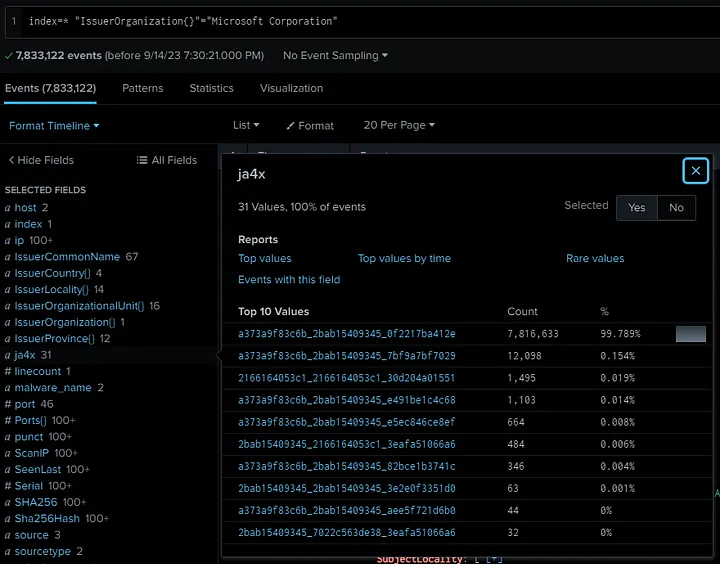 1 index=* "IssuerOrganization{}"="Microsoft Corporation"
✓ 7,833,122 events (before 9/14/23 7:30:21.000 PM) No Event Sampling ▾
Events (7,833,122) Patterns Statistics Visualization
Format Timeline ▾ List ▾ Format 20 Per Page ▾
< Hide Fields All Fields
SELECTED FIELDS
a host 2
a index 1
a ip 100+
a IssuerCommonName 67
a IssuerCountry{} 4
a IssuerLocality{} 14
a IssuerOrganizationalUnit{} 16
a IssuerOrganization{} 1
a IssuerProvince{} 12
a ja4x 31
# linecount 1
a malware_name 2
# port 46
# Ports{} 100+
a punct 100+
a ScanIP 100+
a SeenLast 100+
# Serial 100+
a SHA256 100+
a Sha256Hash 100+
a source 3
a sourcetype 2
ja4x
31 Values, 100% of events Selected Yes No
Reports
Top values Top values by time Rare values
Events with this field
Top 10 Values Count %
a373a9f83c6b_2bab15409345_0f2217ba412e 7,816,633 99.789%
a373a9f83c6b_2bab15409345_7bf9a7bf7029 12,098 0.154%
2166164053c1_2166164053c1_30d204a01551 1,495 0.019%
a373a9f83c6b_2bab15409345_e491be1c4c68 1,103 0.014%
a373a9f83c6b_2bab15409345_e5ec846ce8ef 664 0.008%
2bab15409345_2166164053c1_3eafa51066a6 484 0.006%
a373a9f83c6b_2bab15409345_82bce1b3741c 346 0.004%
2bab15409345_2bab15409345_3e2e0f3351d0 63 0.001%
a373a9f83c6b_2bab15409345_aee5f721d6b0 44 0%
2bab15409345_7022c563de38_3eafa51066a6 32 0%
SubjectLocality: [ [+]